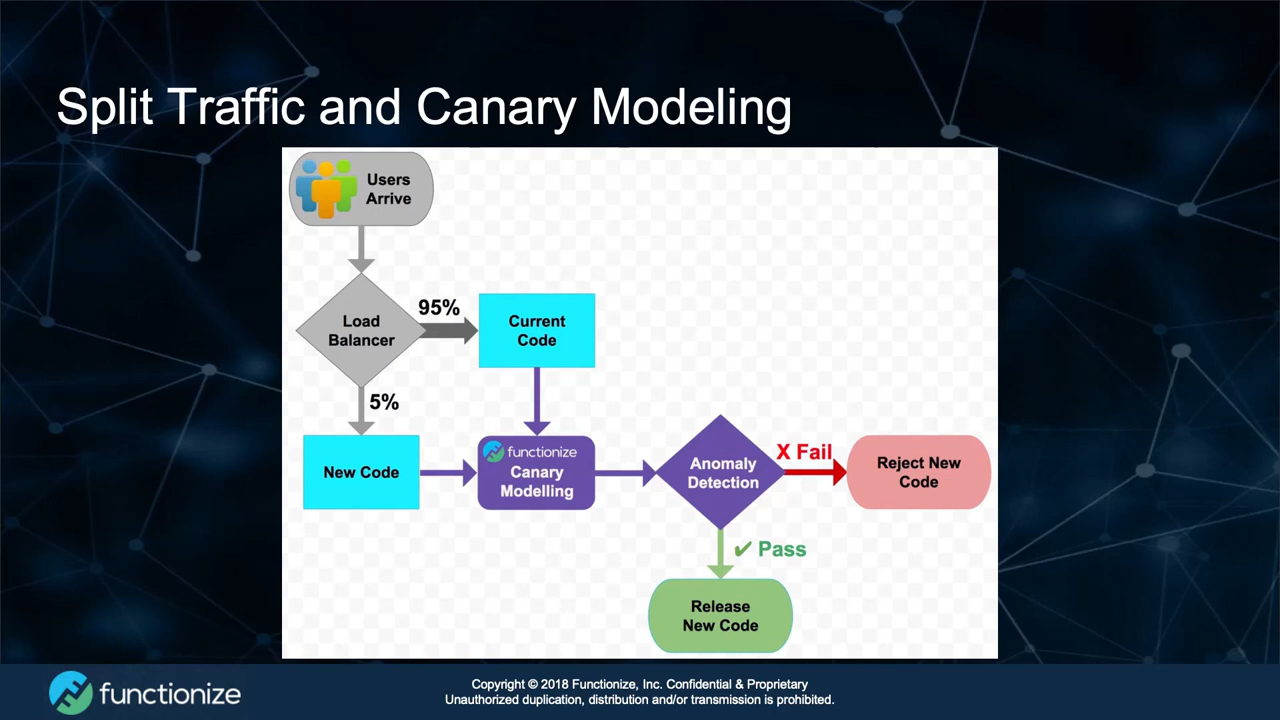 Split Traffic and Canary Modeling
Users
Arrive
Load
Balancer
95%
Current
Code
5%
New Code
functionize
Canary
Modelling
Anomaly
Detection
X Fail
Reject New
Code
✔ Pass
Release
New Code
functionize
Copyright © 2018 Functionize, Inc. Confidential & Proprietary
Unauthorized duplication, distribution and/or transmission is prohibited.